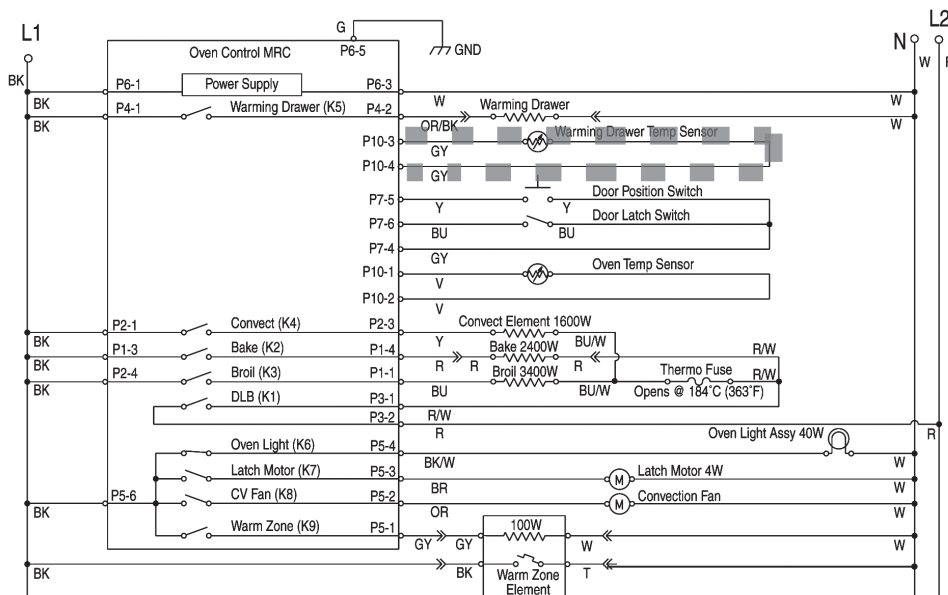 L1
G
P6-5
GND
N
L2
W
R
BK
Oven Control MRC
P6-1
Power Supply
P6-3
BK
W
W
P4-1
Warming Drawer (K5)
P4-2
Warming Drawer
BK
OR/BK
W
P10-3
Warming Drawer Temp Sensor
GY
P10-4
GY
P7-5
Door Position Switch
Y
Y
P7-6
Door Latch Switch
BU
BU
P7-4
GY
P10-1
Oven Temp Sensor
V
P10-2
V
P2-1
Convect (K4)
P2-3
Convect Element 1600W
BK
Y
BU/W
P1-3
Bake (K2)
P1-4
Bake 2400W
R/W
BK
R
R
R
P2-4
Broil (K3)
P1-1
Broil 3400W
Thermo Fuse
R/W
BK
BU
BU/W
Opens @ 184˚C (363˚F)
DLB (K1)
P3-1
R/W
P3-2
R
R
Oven Light (K6)
P5-4
Oven Light Assy 40W
BK/W
W
Latch Motor (K7)
P5-3
M
Latch Motor 4W
BR
W
P5-6
CV Fan (K8)
P5-2
M
Convection Fan
BK
OR
W
Warm Zone (K9)
P5-1
100W
GY
GY
W
W
BK
BK
Warm Zone
Element
T